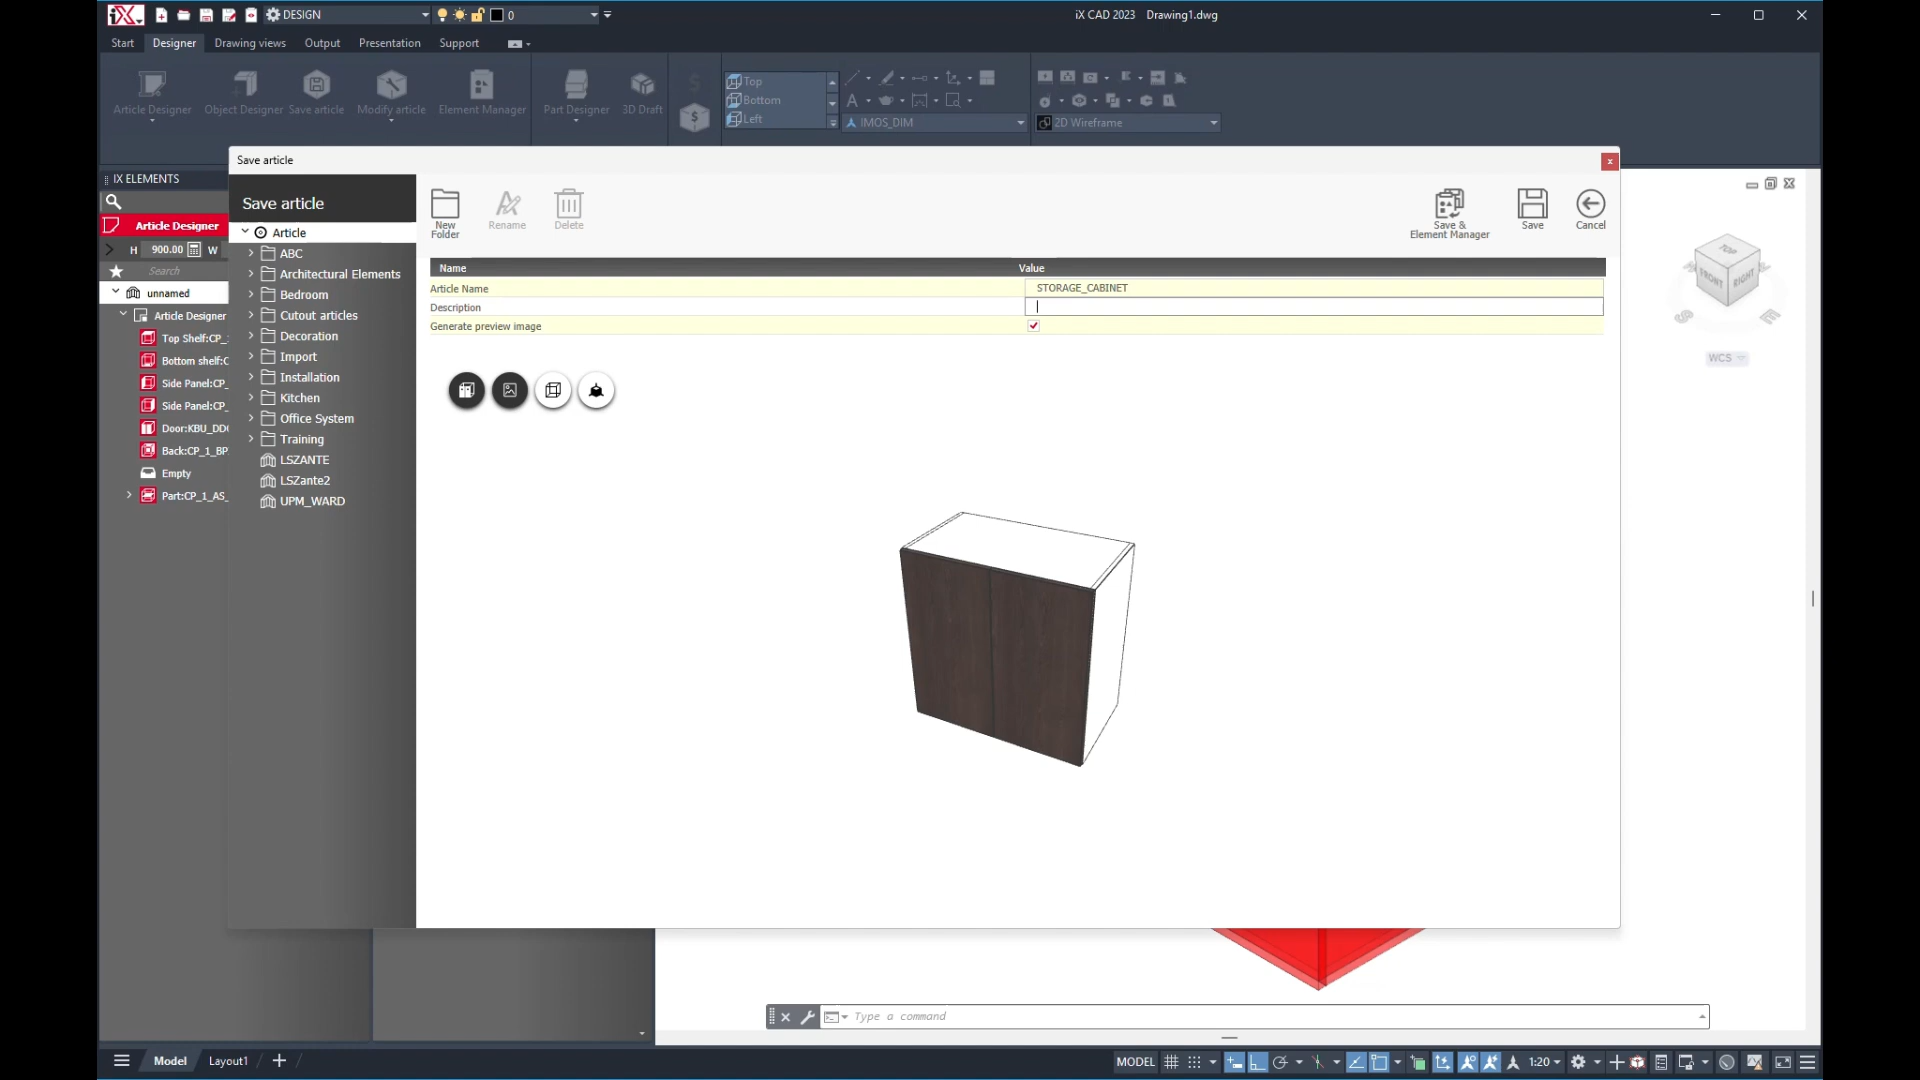 iX DESIGN 0 iX CAD 2023 Drawing1.dwg
Start Designer Drawing views Output Presentation Support
Article Designer Object Designer Save article Modify article Element Manager Part Designer 3D Draft
Top
Bottom
Left
IMOS_DIM
2D Wireframe
Save article
IX ELEMENTS
Article Designer
H 900.00 W
Search
unnamed
Article Designer
Top Shelf:CP_
Bottom shelf:C
Side Panel:CP_
Side Panel:CP_
Door:KBU_DD
Back:CP_1_BP
Empty
Part:CP_1_AS_
Save article
Article
ABC
Architectural Elements
Bedroom
Cutout articles
Decoration
Import
Installation
Kitchen
Office System
Training
LSZANTE
LSZante2
UPM_WARD
New Folder
Rename
Delete
Save & Element Manager
Save
Cancel
Name Value
Article Name STORAGE_CABINET
Description
Generate preview image
TOP
FRONT RIGHT
S E
WCS
Type a command
Model Layout1
MODEL 1:20